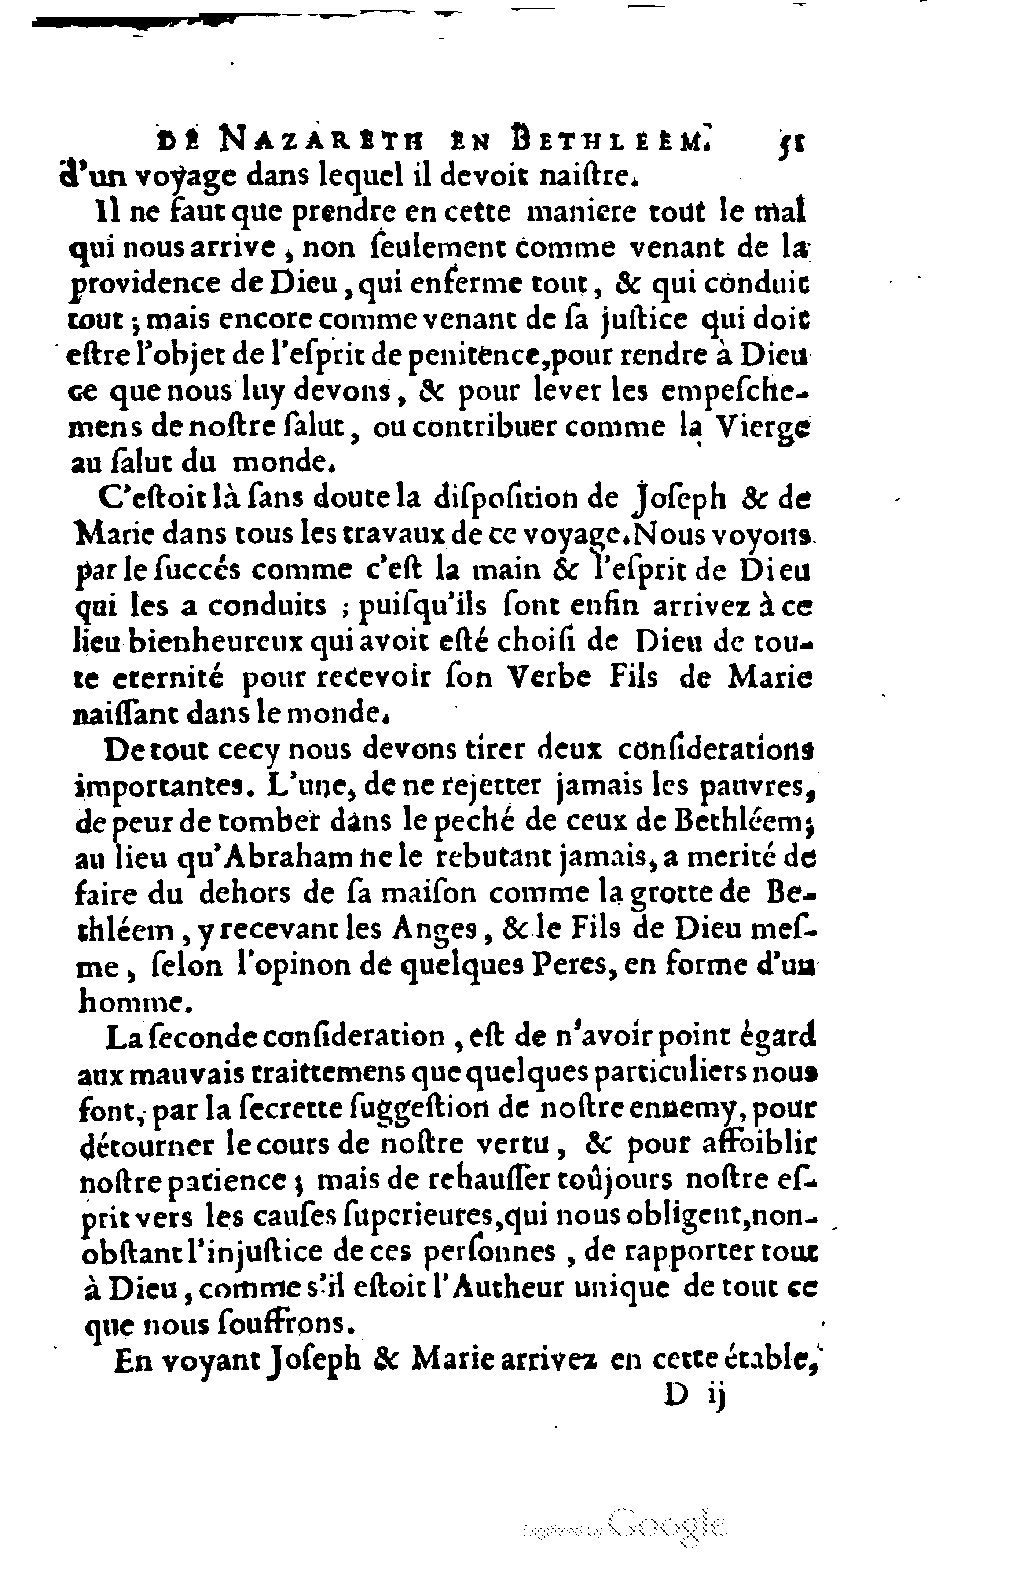 DE NAZARETH EN BETHLEEM. 51
d'un voyage dans lequel il devoit naiſtre.
Il ne faut que prendre en cette maniere tout le mal
qui nous arrive, non ſeulement comme venant de la
providence de Dieu, qui enferme tout, & qui conduit
tout; mais encore comme venant de ſa juſtice qui doit
eſtre l'objet de l'eſprit de penitence, pour rendre à Dieu
ce que nous luy devons, & pour lever les empeſche-
mens de noſtre ſalut, ou contribuer comme la Vierge
au ſalut du monde.
C'eſtoit là ſans doute la diſpoſition de Joſeph & de
Marie dans tous les travaux de ce voyage. Nous voyons
par le ſuccés comme c'eſt la main & l'eſprit de Dieu
qui les a conduits; puiſqu'ils ſont enfin arrivez à ce
lieu bienheureux qui avoit eſté choiſi de Dieu de tou-
te eternité pour recevoir ſon Verbe Fils de Marie
naiſſant dans le monde.
De tout cecy nous devons tirer deux conſiderations
importantes. L'une, de ne rejetter jamais les pauvres,
de peur de tomber dans le peché de ceux de Bethléem;
au lieu qu'Abraham ne le rebutant jamais, a merité de
faire du dehors de ſa maiſon comme la grotte de Be-
thléem, y recevant les Anges, & le Fils de Dieu meſ-
me, ſelon l'opinon de quelques Peres, en forme d'un
homme.
La ſeconde conſideration, eſt de n'avoir point égard
aux mauvais traittemens que quelques particuliers nous
font, par la ſecrette ſuggeſtion de noſtre ennemy, pour
détourner le cours de noſtre vertu, & pour affoiblir
noſtre patience; mais de rehauſſer toûjours noſtre eſ-
prit vers les cauſes ſuperieures, qui nous obligent, non-
obſtant l'injuſtice de ces perſonnes, de rapporter tout
à Dieu, comme s'il eſtoit l'Autheur unique de tout ce
que nous ſouffrons.
En voyant Joſeph & Marie arrivez en cette étable,
D ij
Digitized by Google